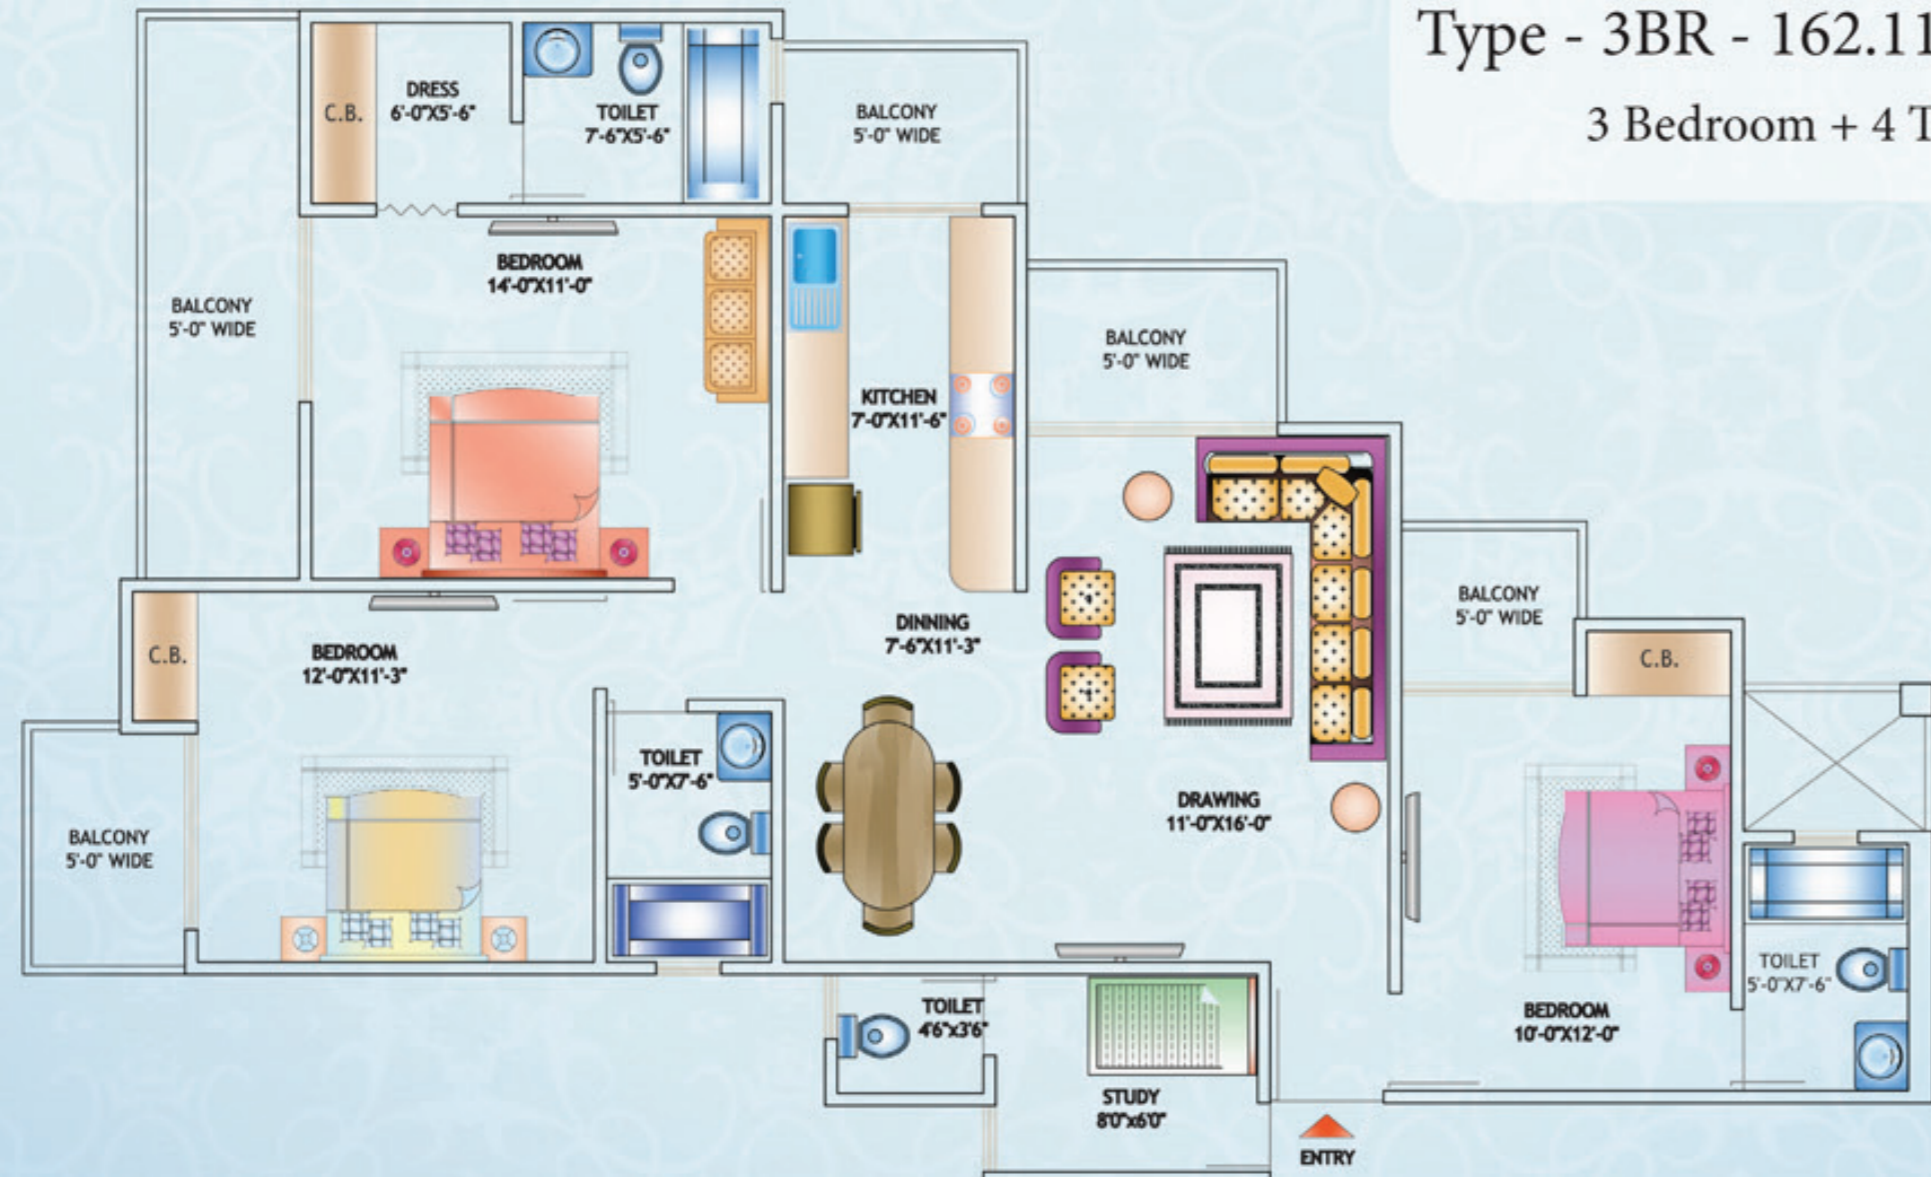 Type - 3BR - 162.11
3 Bedroom + 4 T
C.B.
DRESS
6'-0"X5'-6"
TOILET
7'-6"X5'-6"
BALCONY
5'-0" WIDE
BEDROOM
14'-0"X11'-0"
BALCONY
5'-0" WIDE
BALCONY
5'-0" WIDE
KITCHEN
7'-0"X11'-6"
BALCONY
5'-0" WIDE
DINNING
7'-6"X11'-3"
C.B.
BEDROOM
12'-0"X11'-3"
C.B.
TOILET
5'-0"X7'-6"
DRAWING
11'-0"X16'-0"
BALCONY
5'-0" WIDE
TOILET
5'-0"X7'-6"
TOILET
4'6"x3'6"
BEDROOM
10'-0"X12'-0"
STUDY
8'0"x6'0"
ENTRY